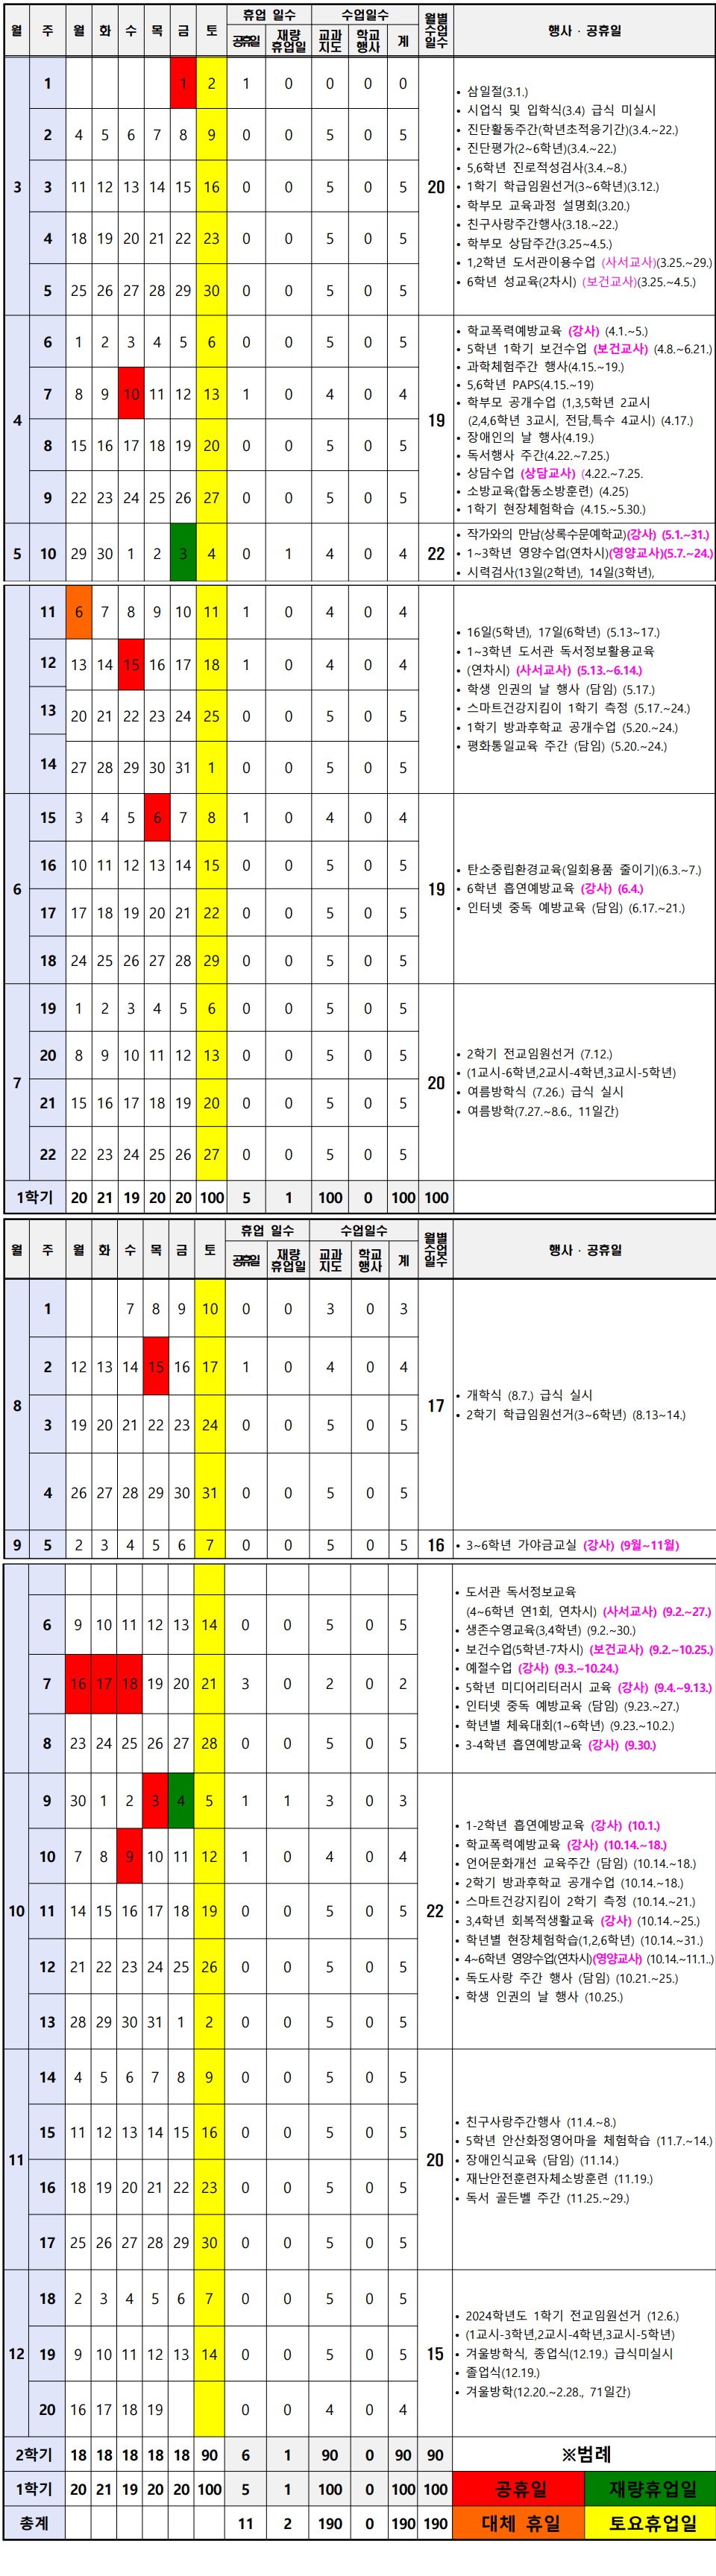 월 주 월 화 수 목 금 토 휴업 일수 수업일수 월별 수업 일수 행사 · 공휴일
공휴일 재량 휴업일 교과 지도 학교 행사 계
3
1 1 2 1 0 0 0 0
2 4 5 6 7 8 9 0 0 5 0 5
3 11 12 13 14 15 16 0 0 5 0 5
4 18 19 20 21 22 23 0 0 5 0 5
5 25 26 27 28 29 30 0 0 5 0 5
20
• 삼일절(3.1.)
• 시업식 및 입학식(3.4) 급식 미실시
• 진단활동주간(학년초적응기간)(3.4.~22.)
• 진단평가(2~6학년)(3.4.~22.)
• 5,6학년 진로적성검사(3.4.~8.)
• 1학기 학급임원선거(3~6학년)(3.12.)
• 학부모 교육과정 설명회(3.20.)
• 친구사랑주간행사(3.18.~22.)
• 학부모 상담주간(3.25~4.5.)
• 1,2학년 도서관이용수업 (사서교사)(3.25.~29.)
• 6학년 성교육(2차시) (보건교사)(3.25.~4.5.)
4
6 1 2 3 4 5 6 0 0 5 0 5
7 8 9 10 11 12 13 1 0 4 0 4
8 15 16 17 18 19 20 0 0 5 0 5
9 22 23 24 25 26 27 0 0 5 0 5
19
• 학교폭력예방교육 (강사) (4.1.~5.)
• 5학년 1학기 보건수업 (보건교사) (4.8.~6.21.)
• 과학체험주간 행사(4.15.~19.)
• 5,6학년 PAPS(4.15.~19)
• 학부모 공개수업 (1,3,5학년 2교시
(2,4,6학년 3교시, 전담,특수 4교시) (4.17.)
• 장애인의 날 행사(4.19.)
• 독서행사 주간(4.22.~7.25.)
• 상담수업 (상담교사) (4.22.~7.25.
• 소방교육(합동소방훈련) (4.25)
• 1학기 현장체험학습 (4.15.~5.30.)
5 10 29 30 1 2 3 4 0 1 4 0 4 22
• 작가와의 만남(상록수문예학교)(강사) (5.1.~31.)
• 1~3학년 영양수업(연차시)(영양교사)(5.7.~24.)
• 시력검사(13일(2학년), 14일(3학년),
11 6 7 8 9 10 11 1 0 4 0 4
12 13 14 15 16 17 18 1 0 4 0 4
13 20 21 22 23 24 25 0 0 5 0 5
14 27 28 29 30 31 1 0 0 5 0 5
• 16일(5학년), 17일(6학년) (5.13~17.)
• 1~3학년 도서관 독서정보활용교육
• (연차시) (사서교사) (5.13.~6.14.)
• 학생 인권의 날 행사 (담임) (5.17.)
• 스마트건강지킴이 1학기 측정 (5.17.~24.)
• 1학기 방과후학교 공개수업 (5.20.~24.)
• 평화통일교육 주간 (담임) (5.20.~24.)
6
15 3 4 5 6 7 8 1 0 4 0 4
16 10 11 12 13 14 15 0 0 5 0 5
17 17 18 19 20 21 22 0 0 5 0 5
18 24 25 26 27 28 29 0 0 5 0 5
19
• 탄소중립환경교육(일회용품 줄이기)(6.3.~7.)
• 6학년 흡연예방교육 (강사) (6.4.)
• 인터넷 중독 예방교육 (담임) (6.17.~21.)
7
19 1 2 3 4 5 6 0 0 5 0 5
20 8 9 10 11 12 13 0 0 5 0 5
21 15 16 17 18 19 20 0 0 5 0 5
22 22 23 24 25 26 27 0 0 5 0 5
20
• 2학기 전교임원선거 (7.12.)
• (1교시-6학년,2교시-4학년,3교시-5학년)
• 여름방학식 (7.26.) 급식 실시
• 여름방학(7.27.~8.6., 11일간)
1학기 20 21 19 20 20 100 5 1 100 0 100 100
월 주 월 화 수 목 금 토 휴업 일수 수업일수 월별 수업 일수 행사 · 공휴일
공휴일 재량 휴업일 교과 지도 학교 행사 계
8
1 7 8 9 10 0 0 3 0 3
2 12 13 14 15 16 17 1 0 4 0 4
3 19 20 21 22 23 24 0 0 5 0 5
4 26 27 28 29 30 31 0 0 5 0 5
17
• 개학식 (8.7.) 급식 실시
• 2학기 학급임원선거(3~6학년) (8.13~14.)
9 5 2 3 4 5 6 7 0 0 5 0 5 16
• 3~6학년 가야금교실 (강사) (9월~11월)
6 9 10 11 12 13 14 0 0 5 0 5
7 16 17 18 19 20 21 3 0 2 0 2
8 23 24 25 26 27 28 0 0 5 0 5
• 도서관 독서정보교육
(4~6학년 연1회, 연차시) (사서교사) (9.2.~27.)
• 생존수영교육(3,4학년) (9.2.~30.)
• 보건수업(5학년-7차시) (보건교사) (9.2.~10.25.)
• 예절수업 (강사) (9.3.~10.24.)
• 5학년 미디어리터러시 교육 (강사) (9.4.~9.13.)
• 인터넷 중독 예방교육 (담임) (9.23.~27.)
• 학년별 체육대회(1~6학년) (9.23.~10.2.)
• 3-4학년 흡연예방교육 (강사) (9.30.)
10
9 30 1 2 3 4 5 1 1 3 0 3
10 7 8 9 10 11 12 1 0 4 0 4
11 14 15 16 17 18 19 0 0 5 0 5
12 21 22 23 24 25 26 0 0 5 0 5
13 28 29 30 31 1 2 0 0 5 0 5
22
• 1-2학년 흡연예방교육 (강사) (10.1.)
• 학교폭력예방교육 (강사) (10.14.~18.)
• 언어문화개선 교육주간 (담임) (10.14.~18.)
• 2학기 방과후학교 공개수업 (10.14.~18.)
• 스마트건강지킴이 2학기 측정 (10.14.~21.)
• 3,4학년 회복적생활교육 (강사) (10.14.~25.)
• 학년별 현장체험학습(1,2,6학년) (10.14.~31.)
• 4~6학년 영양수업(연차시)(영양교사) (10.14.~11.1..)
• 독도사랑 주간 행사 (담임) (10.21.~25.)
• 학생 인권의 날 행사 (10.25.)
11
14 4 5 6 7 8 9 0 0 5 0 5
15 11 12 13 14 15 16 0 0 5 0 5
16 18 19 20 21 22 23 0 0 5 0 5
17 25 26 27 28 29 30 0 0 5 0 5
20
• 친구사랑주간행사 (11.4.~8.)
• 5학년 안산화정영어마을 체험학습 (11.7.~14.)
• 장애인식교육 (담임) (11.14.)
• 재난안전훈련자체소방훈련 (11.19.)
• 독서 골든벨 주간 (11.25.~29.)
12
18 2 3 4 5 6 7 0 0 5 0 5
19 9 10 11 12 13 14 0 0 5 0 5
20 16 17 18 19 0 0 4 0 4
15
• 2024학년도 1학기 전교임원선거 (12.6.)
• (1교시-3학년,2교시-4학년,3교시-5학년)
• 겨울방학식, 종업식(12.19.) 급식미실시
• 졸업식(12.19.)
• 겨울방학(12.20.~2.28., 71일간)
2학기 18 18 18 18 18 90 6 1 90 0 90 90 ※범례
1학기 20 21 19 20 20 100 5 1 100 0 100 100 공휴일 재량휴업일
총계 11 2 190 0 190 190 대체 휴일 토요휴업일